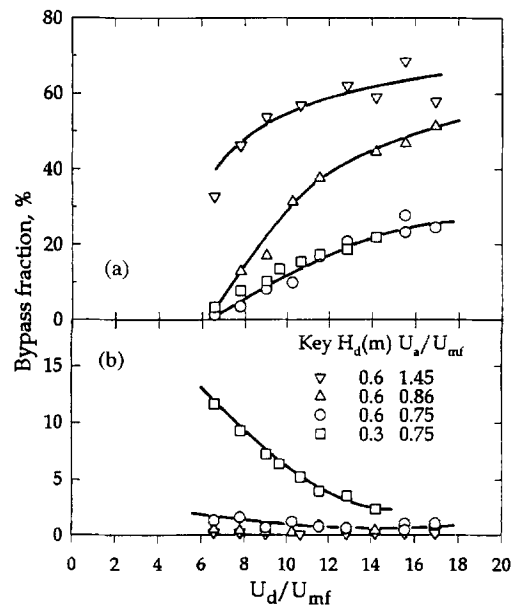 80
60
40
20
0
(a)
Bypass fraction, %
15
10
5
0
(b)
Key H_d(m) U_a/U_mf
▽ 0.6 1.45
△ 0.6 0.86
○ 0.6 0.75
□ 0.3 0.75
0 2 4 6 8 10 12 14 16 18 20
U_d/U_mf